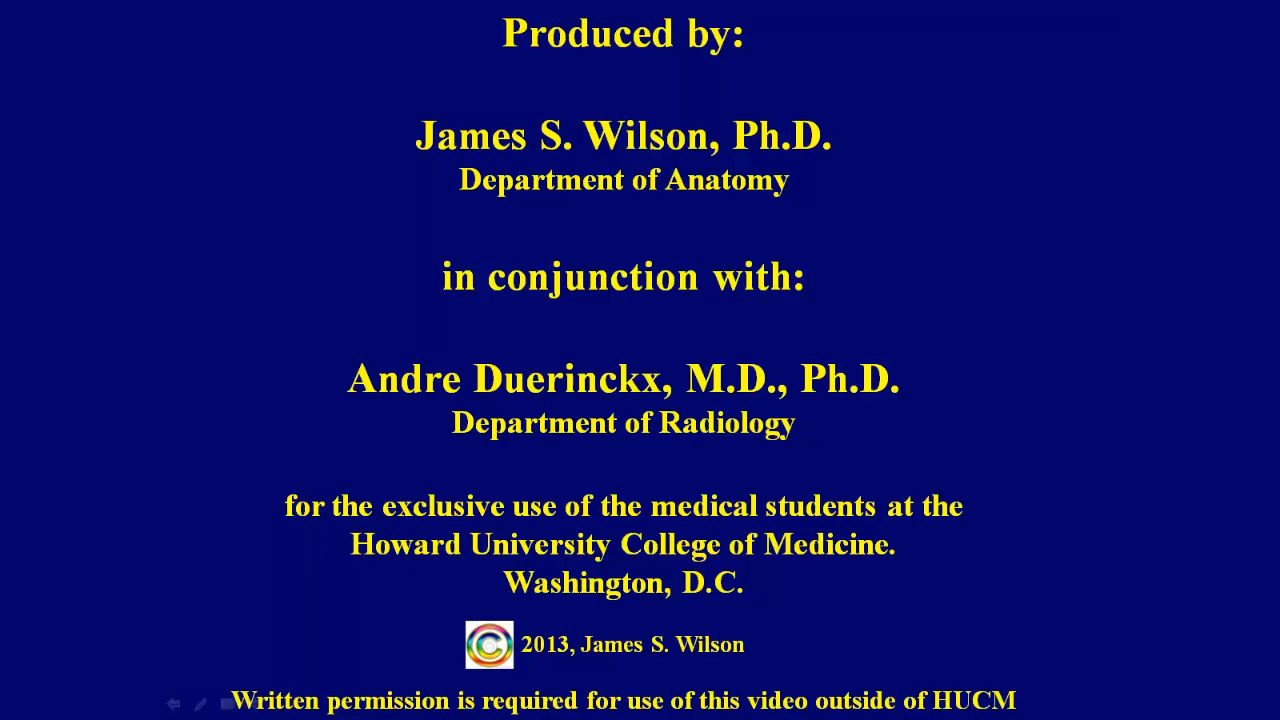 Produced by:
James S. Wilson, Ph.D.
Department of Anatomy
in conjunction with:
Andre Duerinckx, M.D., Ph.D.
Department of Radiology
for the exclusive use of the medical students at the
Howard University College of Medicine.
Washington, D.C.
© 2013, James S. Wilson
Written permission is required for use of this video outside of HUCM